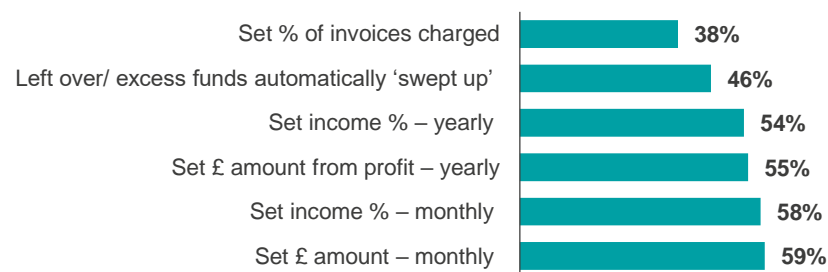 Set % of invoices charged 38%
Left over/ excess funds automatically ‘swept up’ 46%
Set income % – yearly 54%
Set £ amount from profit – yearly 55%
Set income % – monthly 58%
Set £ amount – monthly 59%